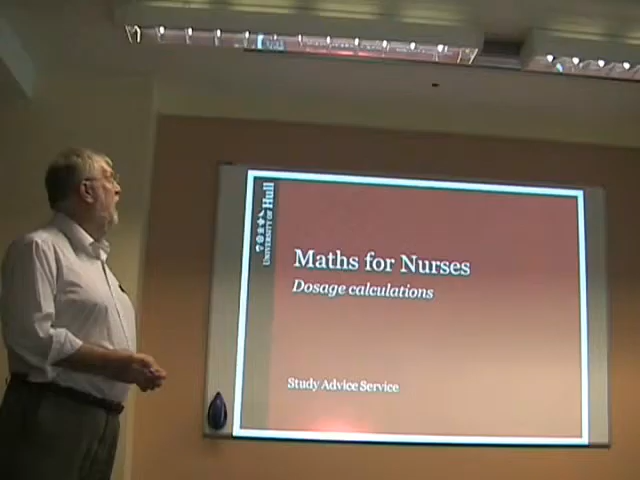 UNIVERSITY OF Hull
Maths for Nurses
Dosage calculations
Study Advice Service